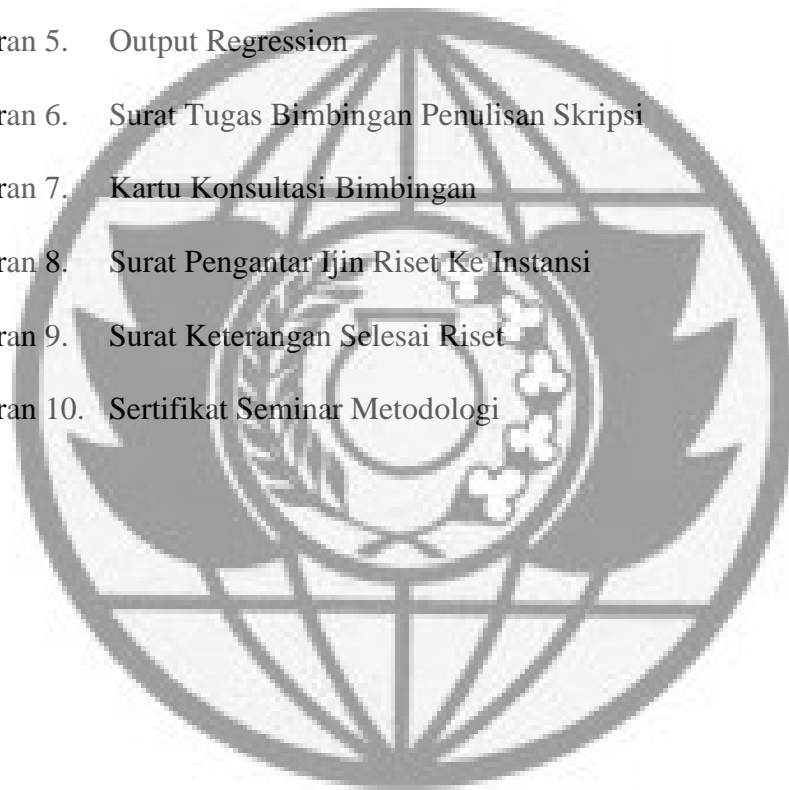 ran 5. Output Regression
ran 6. Surat Tugas Bimbingan Penulisan Skripsi
ran 7. Kartu Konsultasi Bimbingan
ran 8. Surat Pengantar Ijin Riset Ke Instansi
ran 9. Surat Keterangan Selesai Riset
ran 10. Sertifikat Seminar Metodologi